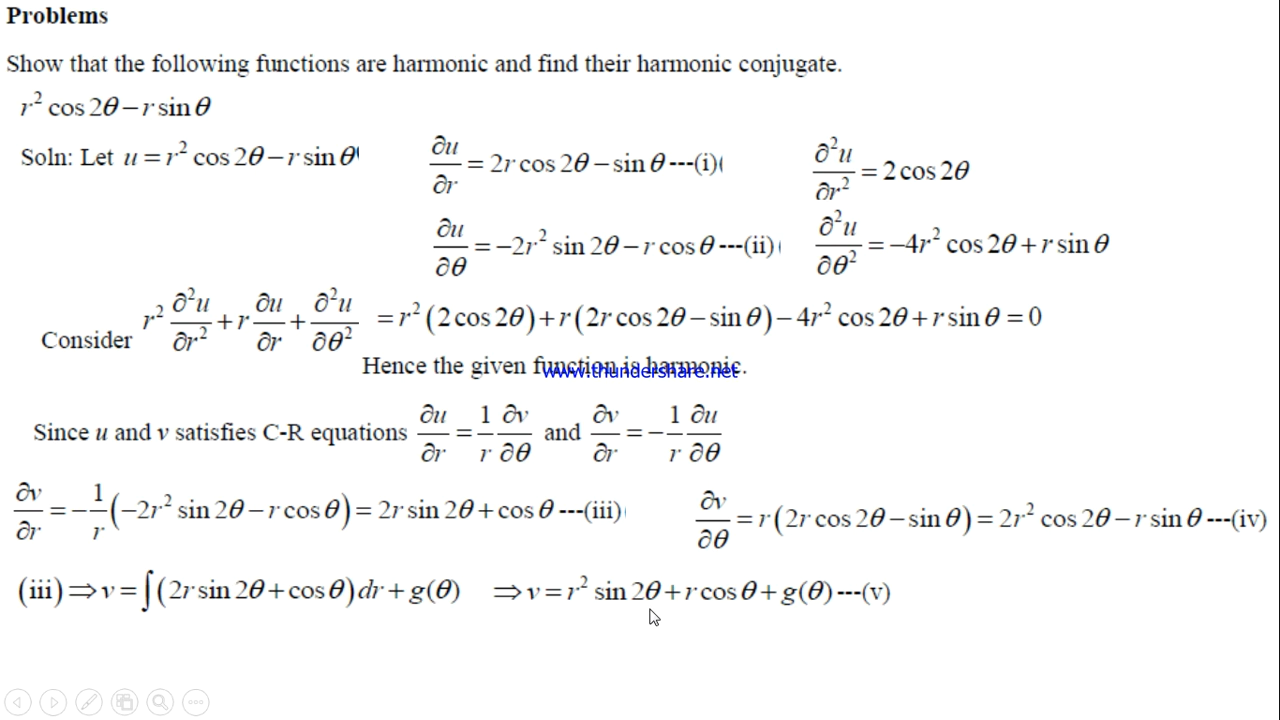 Problems
Show that the following functions are harmonic and find their harmonic conjugate.
r² cos 2θ − r sin θ
Soln: Let u = r² cos 2θ − r sin θ
∂u/∂r = 2r cos 2θ − sin θ ---(i)
∂²u/∂r² = 2 cos 2θ
∂u/∂θ = −2r² sin 2θ − r cos θ ---(ii)
∂²u/∂θ² = −4r² cos 2θ + r sin θ
Consider r² ∂²u/∂r² + r ∂u/∂r + ∂²u/∂θ² = r² (2 cos 2θ) + r (2r cos 2θ − sin θ) − 4r² cos 2θ + r sin θ = 0
Hence the given function is harmonic.
www.thundershare.net
Since u and v satisfies C-R equations ∂u/∂r = 1/r ∂v/∂θ and ∂v/∂r = − 1/r ∂u/∂θ
∂v/∂r = − 1/r (−2r² sin 2θ − r cos θ) = 2r sin 2θ + cos θ ---(iii)
∂v/∂θ = r (2r cos 2θ − sin θ) = 2r² cos 2θ − r sin θ ---(iv)
(iii) ⇒ v = ∫ (2r sin 2θ + cos θ) dr + g(θ) ⇒ v = r² sin 2θ + r cos θ + g(θ) ---(v)